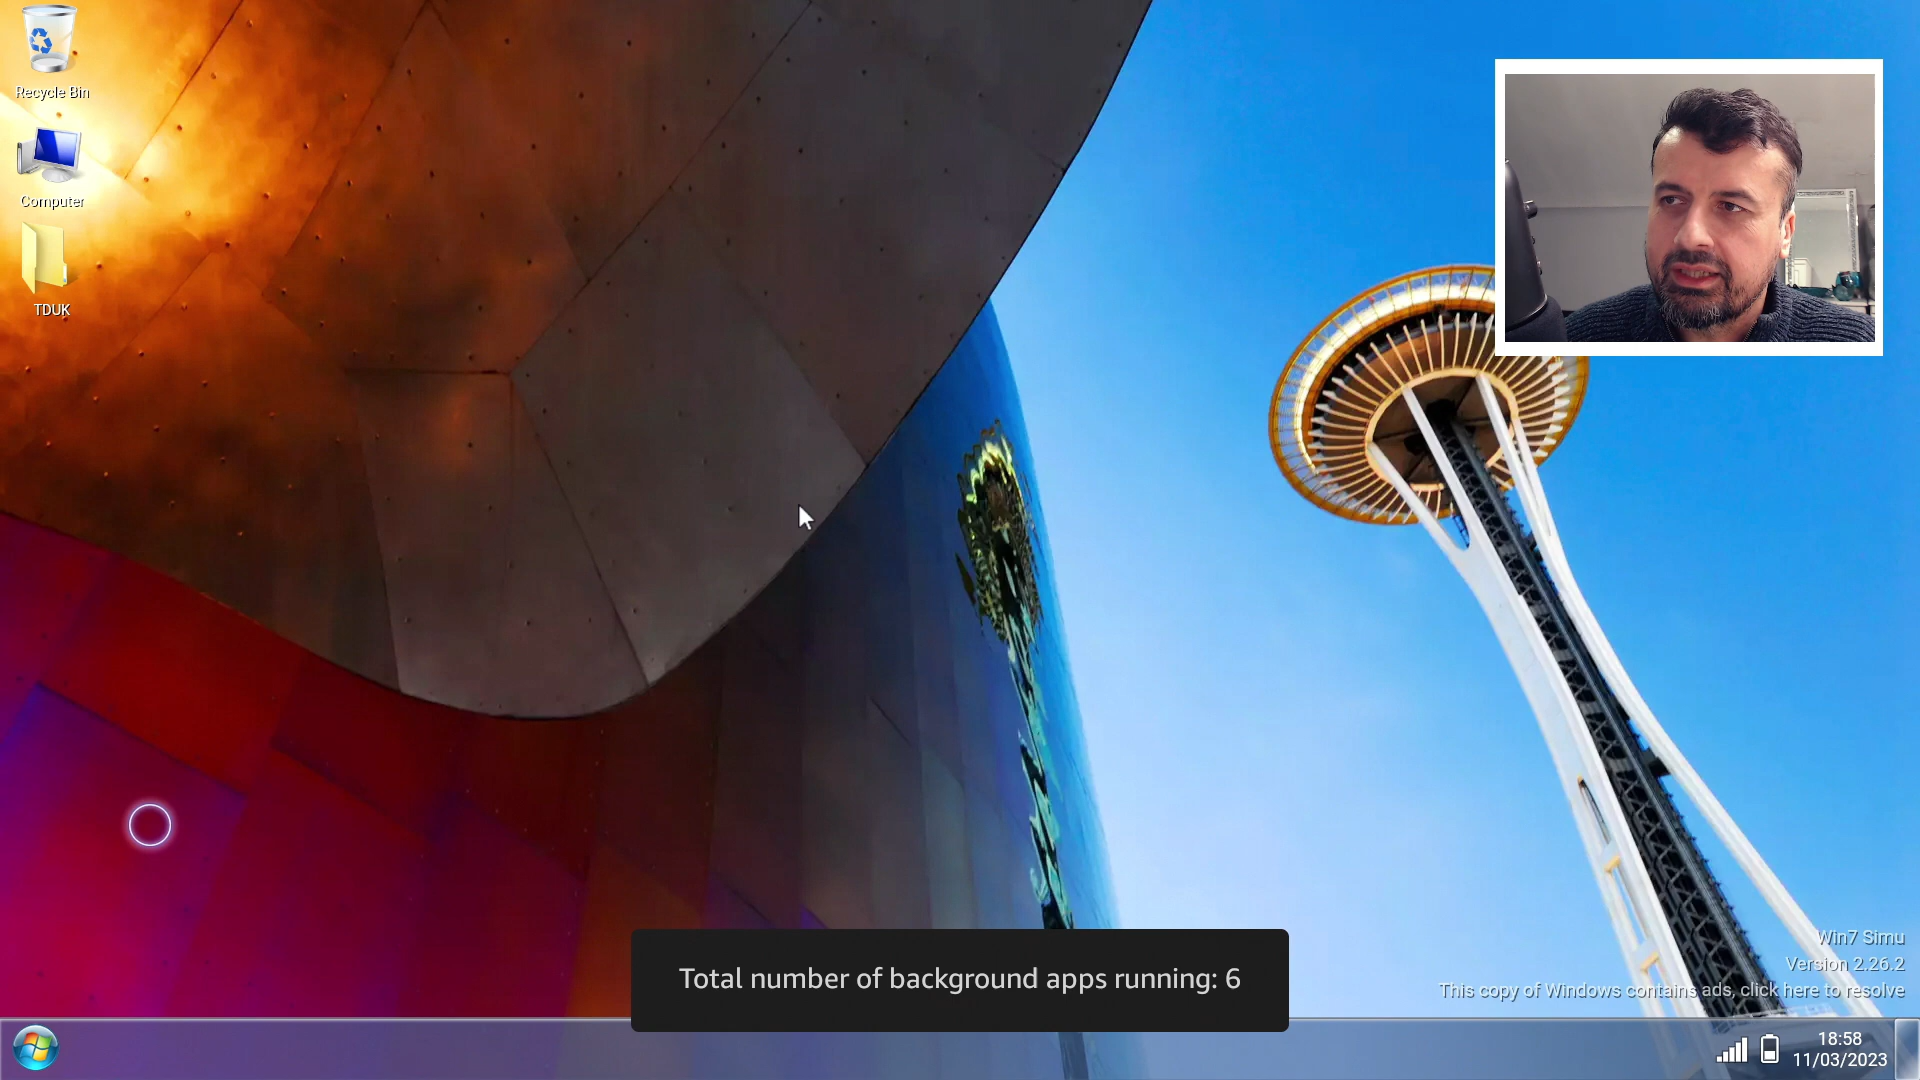 Recycle Bin
Computer
TDUK
Total number of background apps running: 6
Win7 Simu
Version 2.26.2
This copy of Windows contains ads, click here to resolve
18:58
11/03/2023